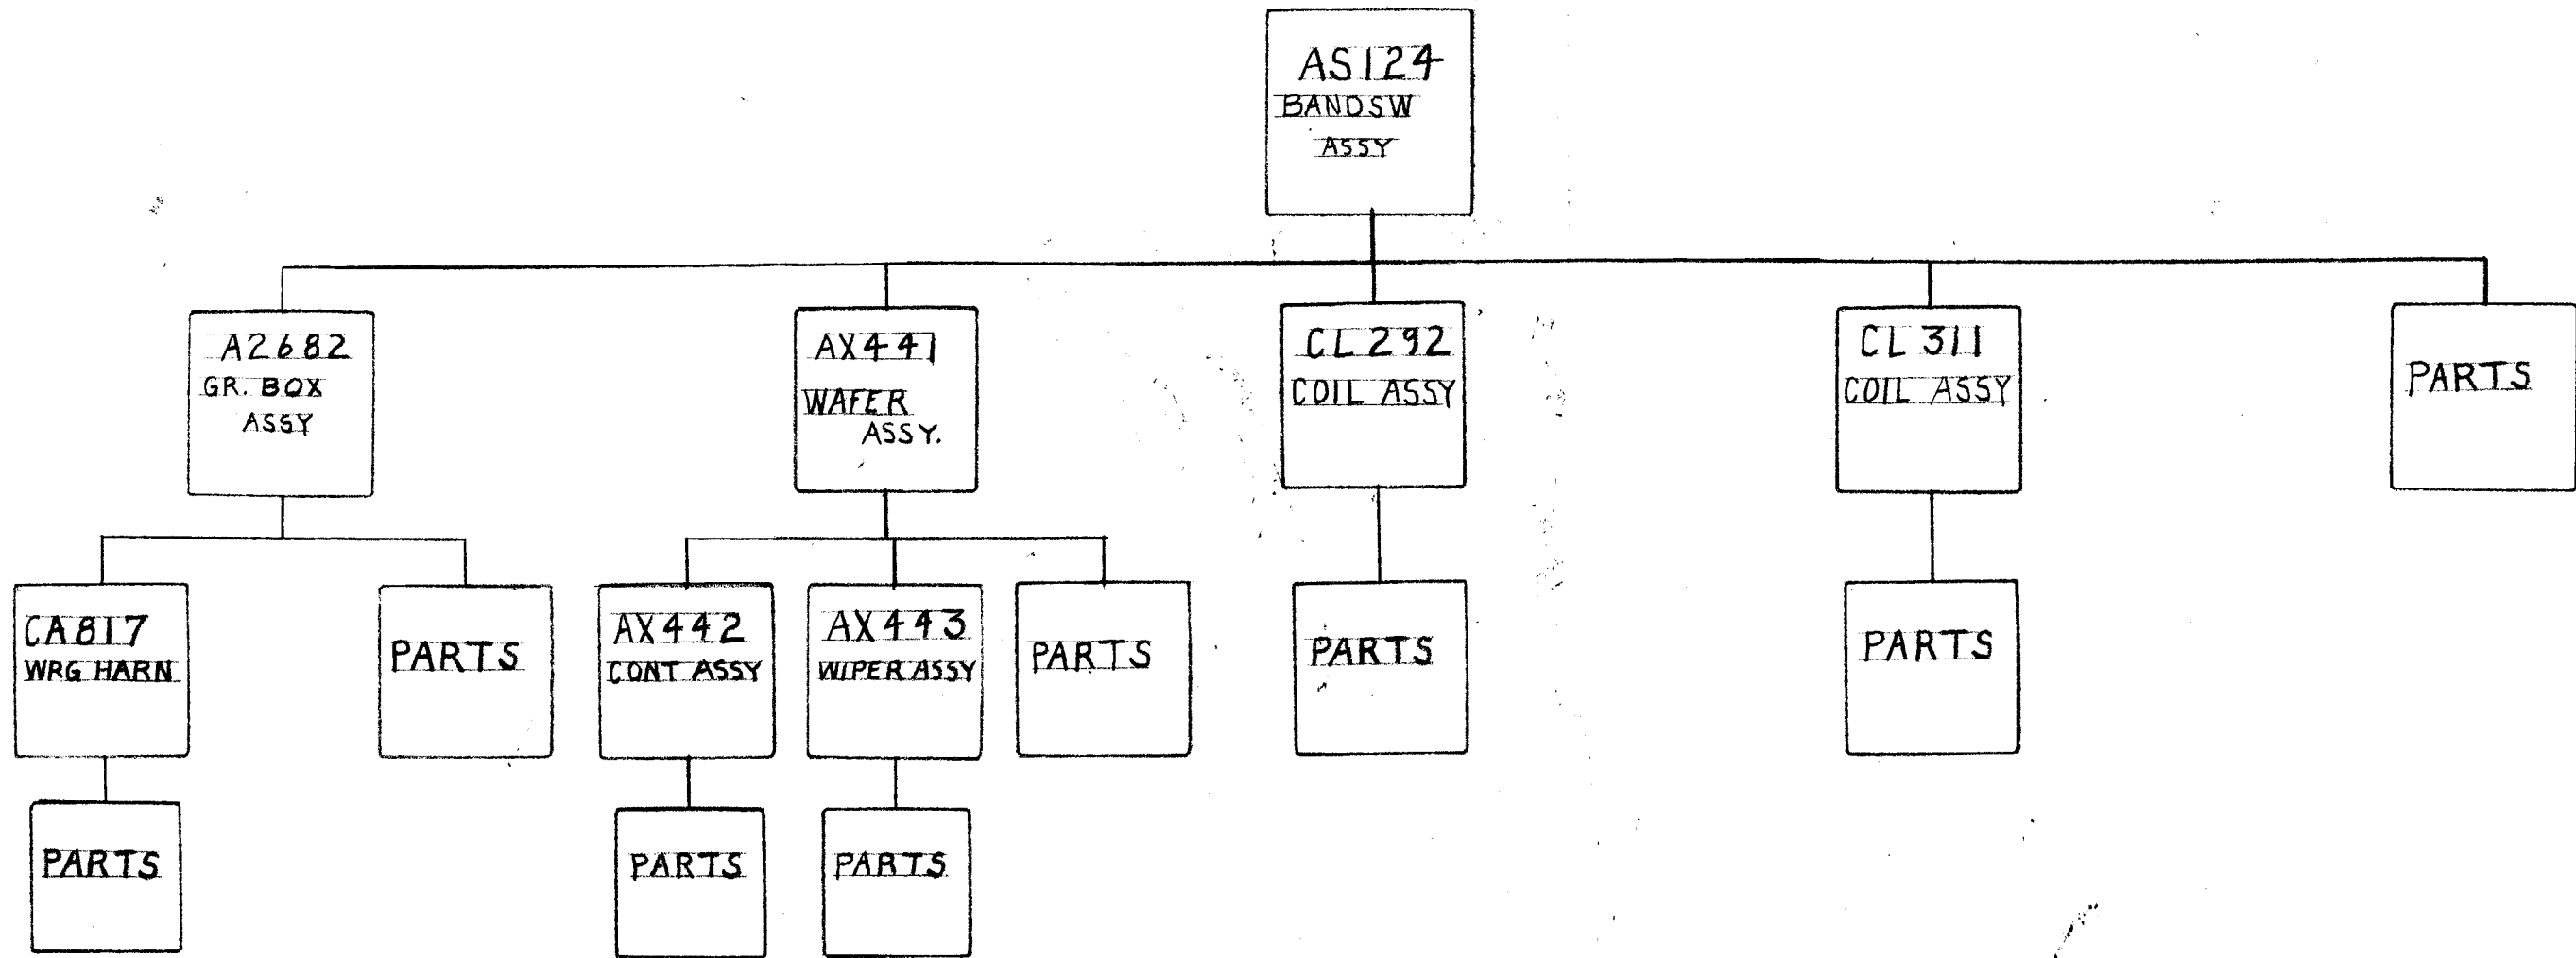 AS124
BANDSW
ASSY
A2682
GR. BOX
ASSY
AX441
WAFER
ASSY.
CL292
COIL ASSY
CL311
COIL ASSY
PARTS
CA817
WRG HARN
PARTS
AX442
CONT ASSY
AX443
WIPER ASSY
PARTS
PARTS
PARTS
PARTS
PARTS
PARTS